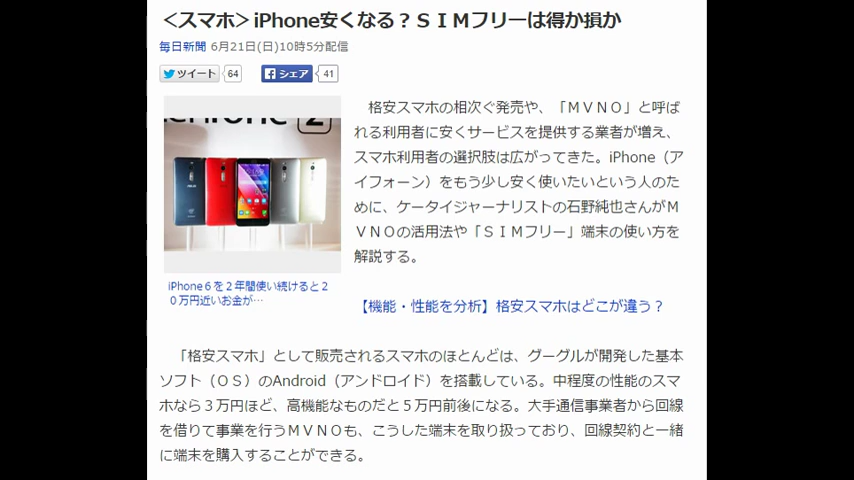 ＜スマホ＞iPhone安くなる？ＳＩＭフリーは得か損か
毎日新聞 6月21日(日)10時5分配信
ツイート 64 シェア 41
2
格安スマホの相次ぐ発売や、「ＭＶＮＯ」と呼ば
れる利用者に安くサービスを提供する業者が増え、
スマホ利用者の選択肢は広がってきた。iPhone（ア
イフォーン）をもう少し安く使いたいという人のた
めに、ケータイジャーナリストの石野純也さんがＭ
ＶＮＯの活用法や「ＳＩＭフリー」端末の使い方を
解説する。
iPhone６を２年間使い続けると２
０万円近いお金が…
【機能・性能を分析】格安スマホはどこが違う？
「格安スマホ」として販売されるスマホのほとんどは、グーグルが開発した基本
ソフト（ＯＳ）のAndroid（アンドロイド）を搭載している。中程度の性能のスマ
ホなら３万円ほど、高機能なものだと５万円前後になる。大手通信事業者から回線
を借りて事業を行うＭＶＮＯも、こうした端末を取り扱っており、回線契約と一緒
に端末を購入することができる。